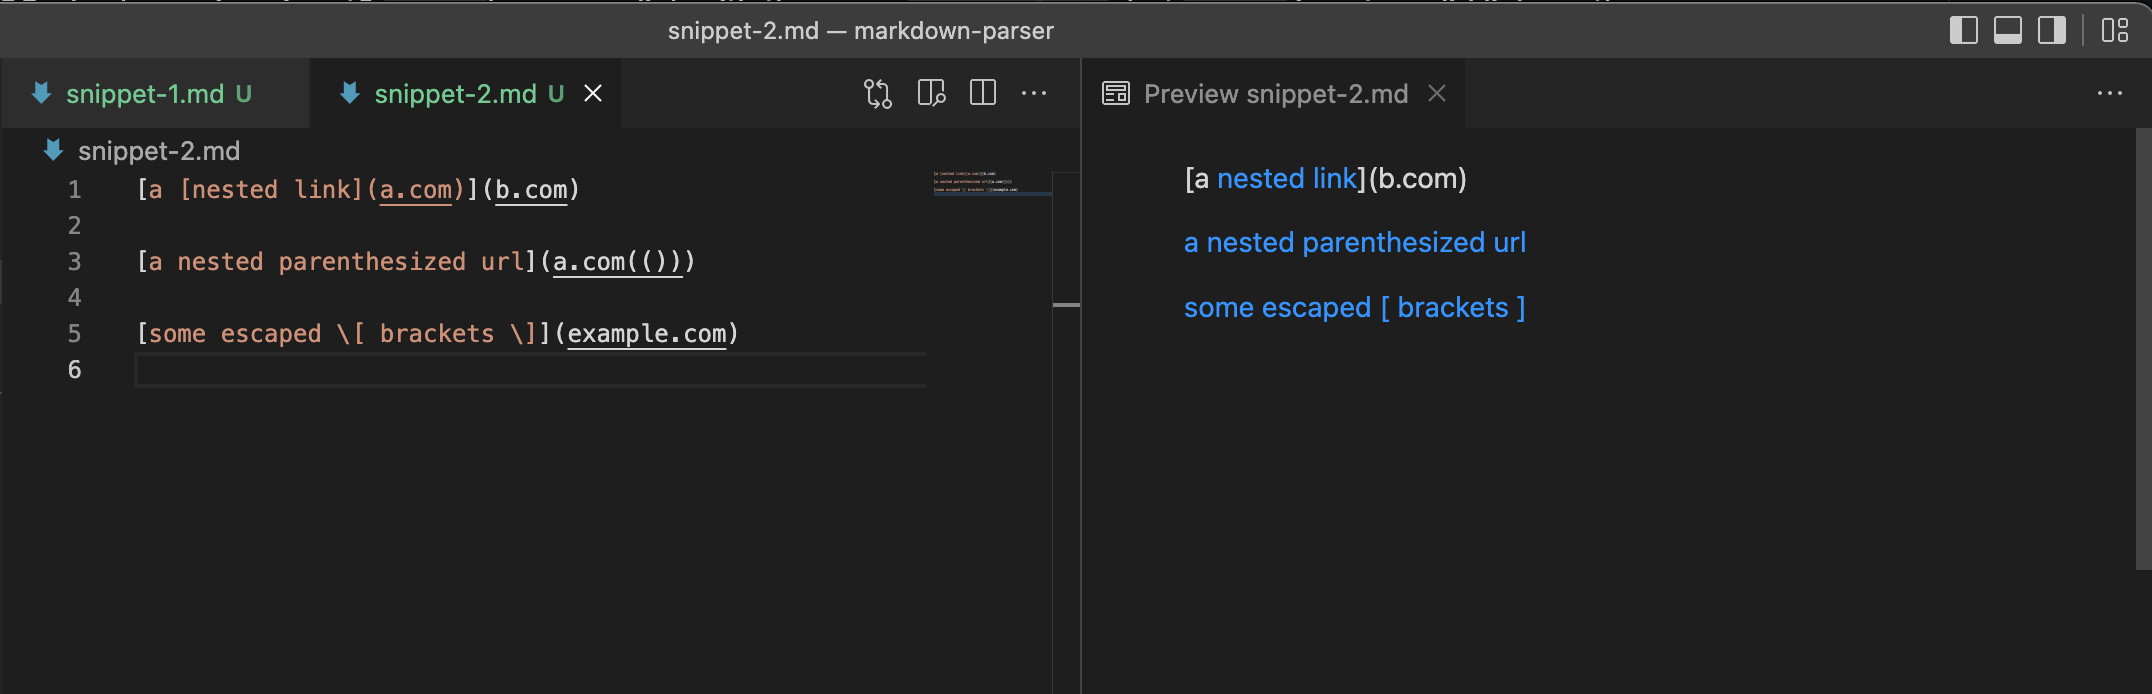 snippet-2.md — markdown-parser
snippet-1.md U
snippet-2.md U
Preview snippet-2.md
snippet-2.md
1 [a [nested link](a.com)](b.com)
2
3 [a nested parenthesized url](a.com(()))
4
5 [some escaped \[ brackets \]](example.com)
6
[a nested link](b.com)
a nested parenthesized url
some escaped [ brackets ]